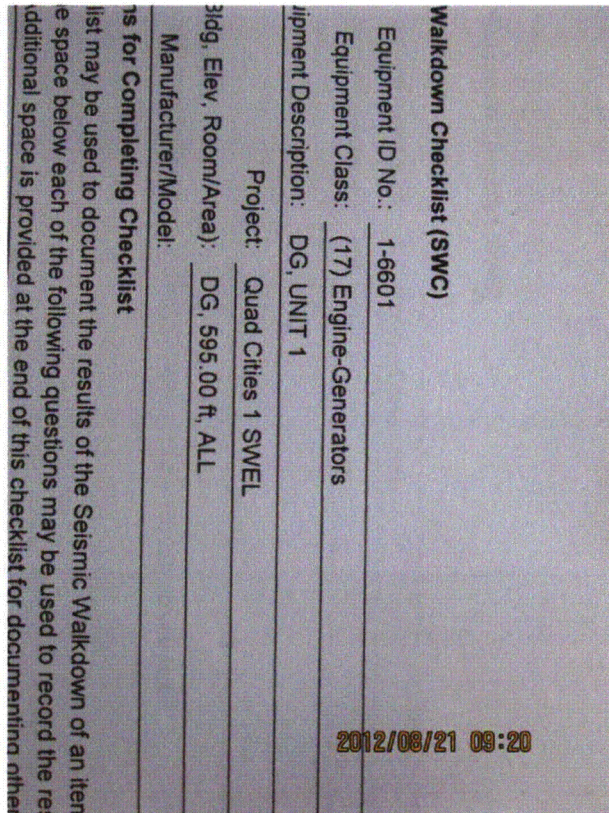 Walkdown Checklist (SWC)
Equipment ID No.: 1-6601
Equipment Class: (17) Engine-Generators
uipment Description: DG, UNIT 1
Project: Quad Cities 1 SWEL
Bldg, Elev, Room/Area): DG, 595.00 ft, ALL
Manufacturer/Model:
ns for Completing Checklist
list may be used to document the results of the Seismic Walkdown of an item
e space below each of the following questions may be used to record the res
dditional space is provided at the end of this checklist for documenting other
2012/08/21 09:20